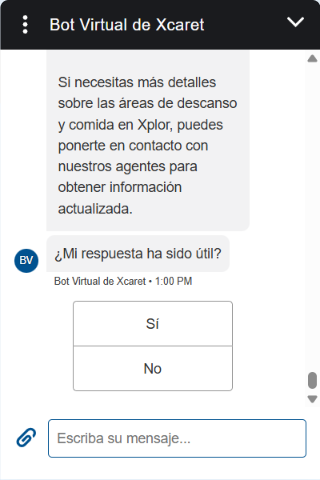 Bot Virtual de Xcaret
Si necesitas más detalles
sobre las áreas de descanso
y comida en Xplor, puedes
ponerte en contacto con
nuestros agentes para
obtener información
actualizada.
BV
¿Mi respuesta ha sido útil?
Bot Virtual de Xcaret • 1:00 PM
Sí
No
Escriba su mensaje...